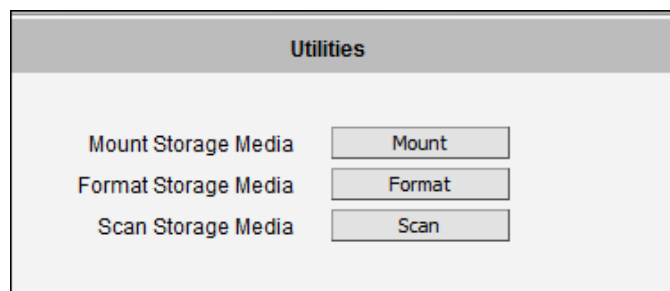 Utilities
Mount Storage Media Mount
Format Storage Media Format
Scan Storage Media Scan